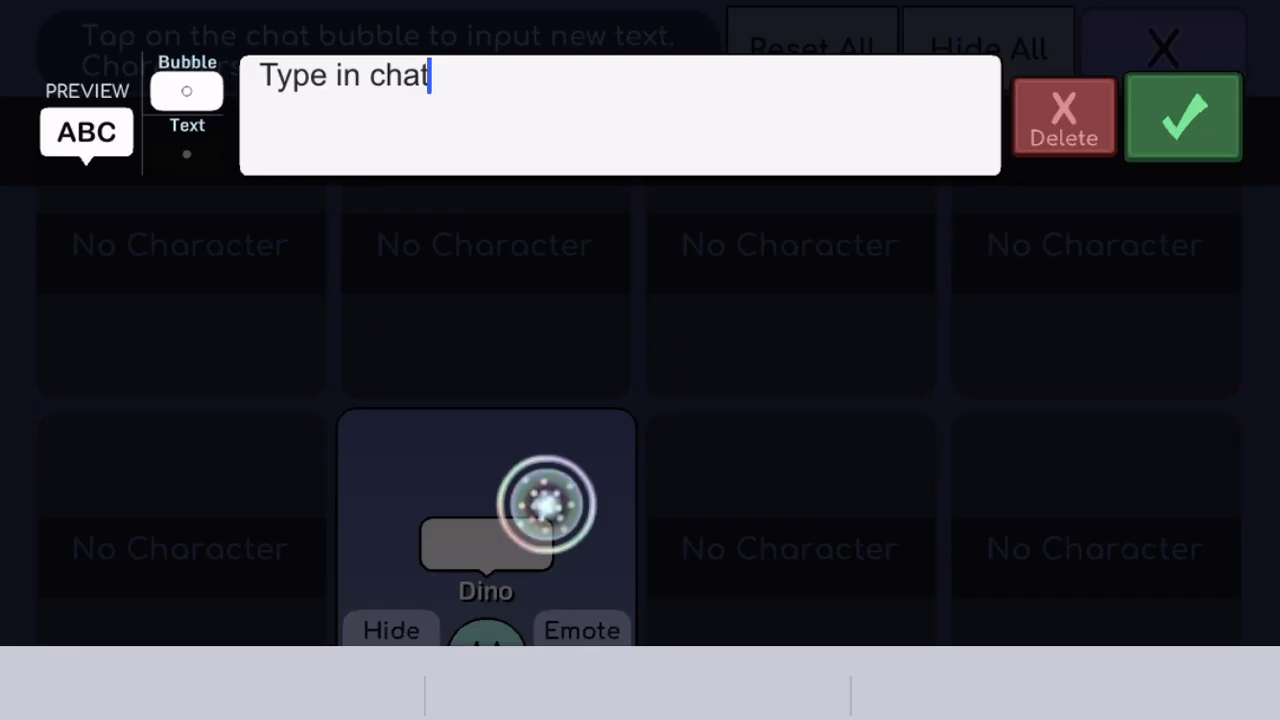 Tap on the chat bubble to input new text.
Reset All
Hide All
X
Bubble
PREVIEW
ABC
Text
Type in chat
X
Delete
No Character
No Character
No Character
No Character
No Character
No Character
No Character
Dino
Hide
Emote